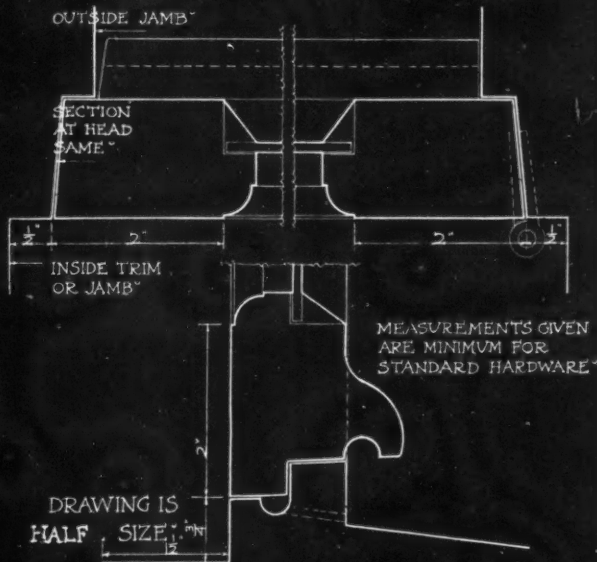 OUTSIDE JAMB
SECTION
AT HEAD
SAME
½" 2" 2" ½"
INSIDE TRIM
OR JAMB
MEASUREMENTS GIVEN
ARE MINIMUM FOR
STANDARD HARDWARE
2"
DRAWING IS
HALF SIZE
1½